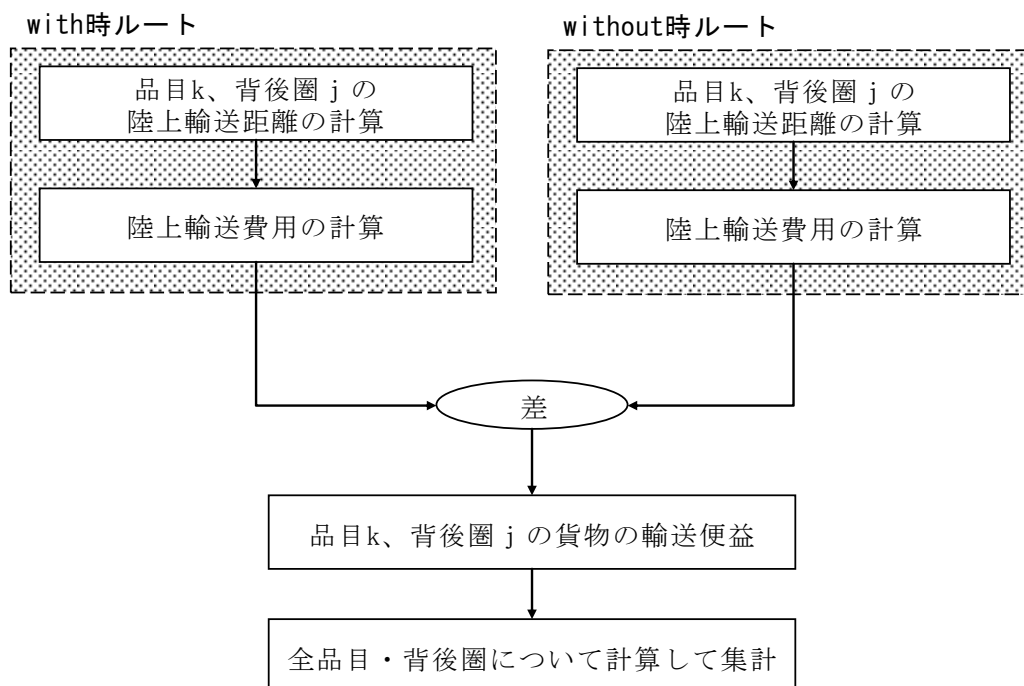 with時ルート
品目k、背後圏jの
陸上輸送距離の計算
陸上輸送費用の計算
without時ルート
品目k、背後圏jの
陸上輸送距離の計算
陸上輸送費用の計算
差
品目k、背後圏jの貨物の輸送便益
全品目・背後圏について計算して集計